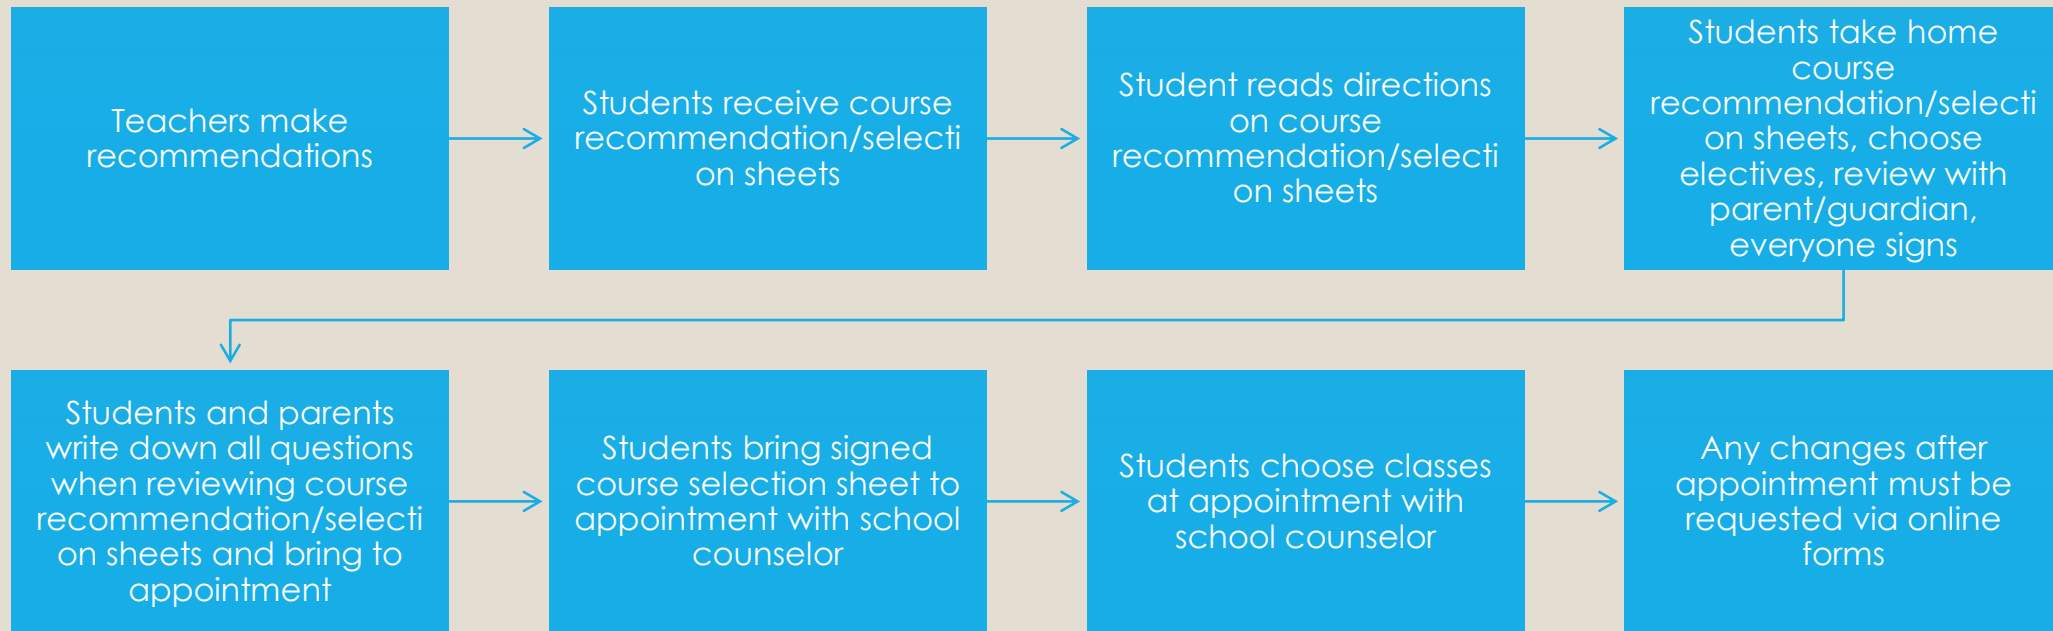 Teachers make
recommendations
Students receive course
recommendation/selecti
on sheets
Student reads directions
on course
recommendation/selecti
on sheets
Students take home
course
recommendation/selecti
on sheets, choose
electives, review with
parent/guardian,
everyone signs
Students and parents
write down all questions
when reviewing course
recommendation/selecti
on sheets and bring to
appointment
Students bring signed
course selection sheet to
appointment with school
counselor
Students choose classes
at appointment with
school counselor
Any changes after
appointment must be
requested via online
forms